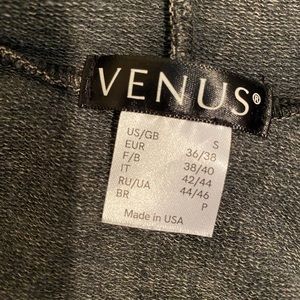 VENUS®
US/GB S
EUR 36/38
F/B 38/40
IT 42/44
RU/UA 44/46
BR P
Made in USA